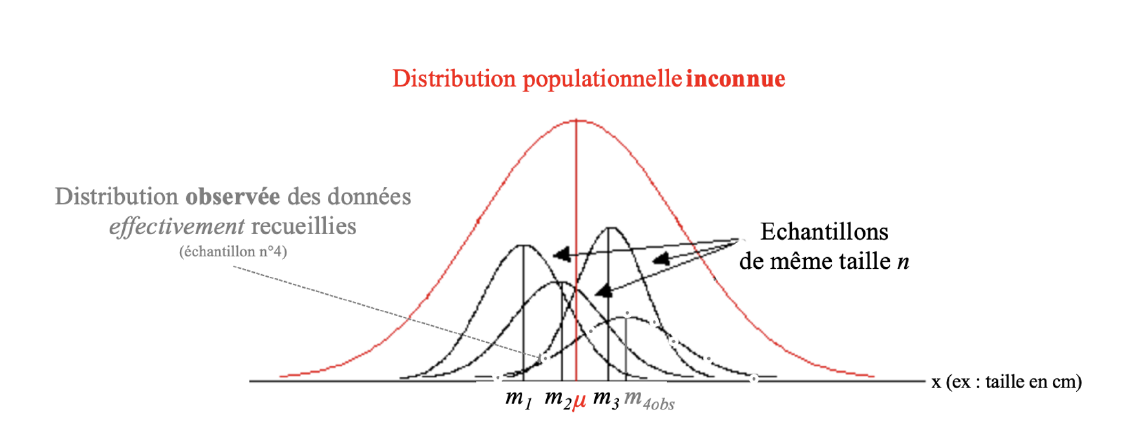 Distribution populationnelle inconnue
Distribution observée des données
effectivement recueillies
(échantillon n°4)
Echantillons
de même taille n
x (ex : taille en cm)
m1 m2 μ m3 m4obs